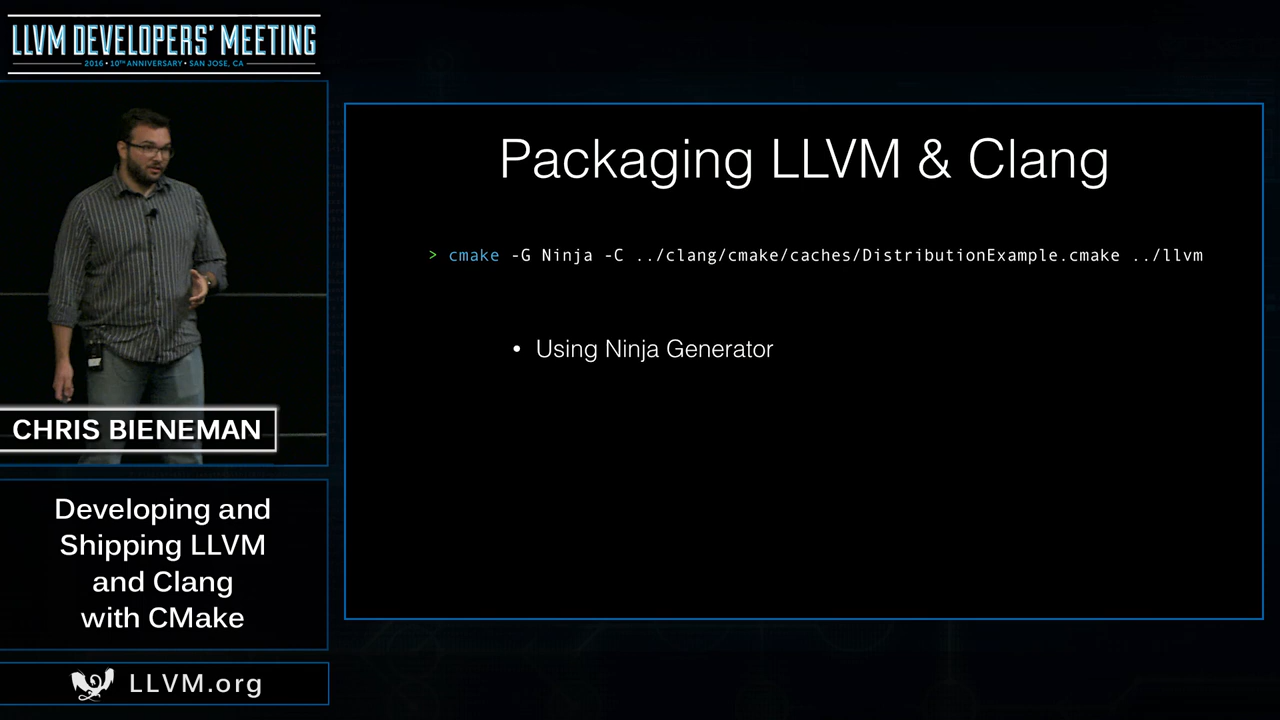 LLVM DEVELOPERS' MEETING
2016 • 10TH ANNIVERSARY • SAN JOSE, CA
Packaging LLVM & Clang
> cmake -G Ninja -C ../clang/cmake/caches/DistributionExample.cmake ../llvm
• Using Ninja Generator
CHRIS BIENEMAN
Developing and
Shipping LLVM
and Clang
with CMake
LLVM.org